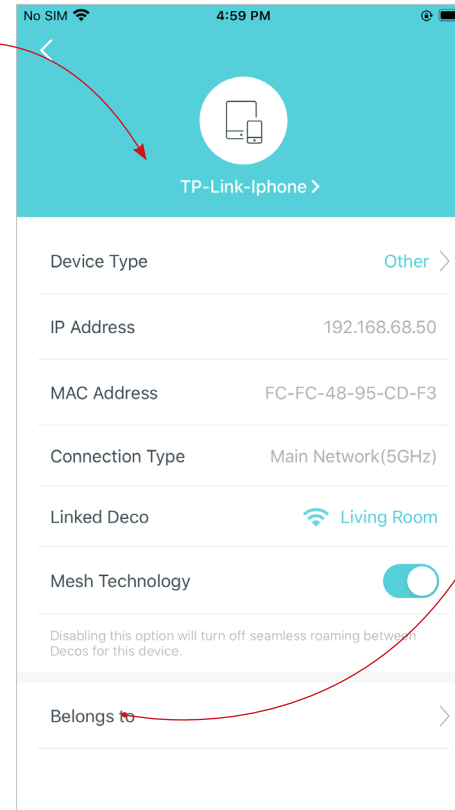 No SIM 4:59 PM
TP-Link-Iphone >
Device Type Other >
IP Address 192.168.68.50
MAC Address FC-FC-48-95-CD-F3
Connection Type Main Network(5GHz)
Linked Deco Living Room
Mesh Technology
Disabling this option will turn off seamless roaming between
Decos for this device.
Belongs to >